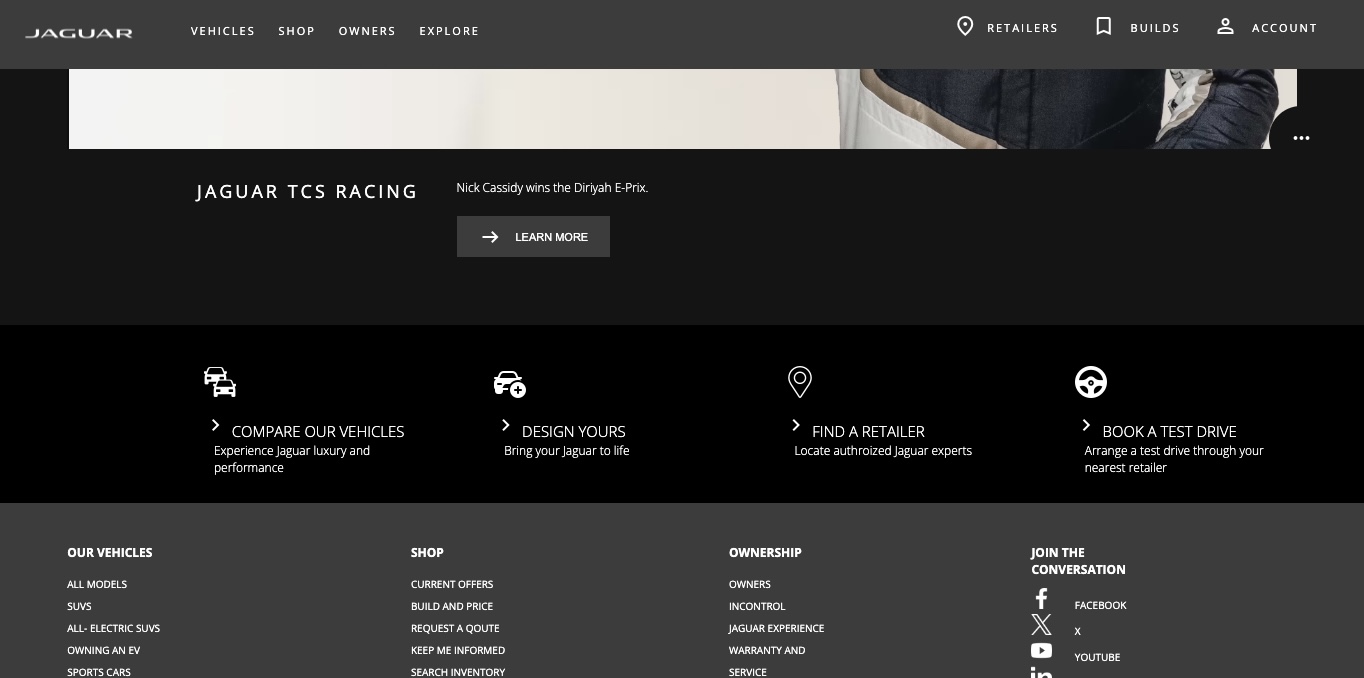 JAGUAR
VEHICLES SHOP OWNERS EXPLORE
RETAILERS BUILDS ACCOUNT
JAGUAR TCS RACING
Nick Cassidy wins the Diriyah E-Prix.
LEARN MORE
COMPARE OUR VEHICLES
Experience Jaguar luxury and
performance
DESIGN YOURS
Bring your Jaguar to life
FIND A RETAILER
Locate authroized Jaguar experts
BOOK A TEST DRIVE
Arrange a test drive through your
nearest retailer
OUR VEHICLES
ALL MODELS
SUVS
ALL- ELECTRIC SUVS
OWNING AN EV
SPORTS CARS
SHOP
CURRENT OFFERS
BUILD AND PRICE
REQUEST A QOUTE
KEEP ME INFORMED
SEARCH INVENTORY
OWNERSHIP
OWNERS
INCONTROL
JAGUAR EXPERIENCE
WARRANTY AND
SERVICE
JOIN THE
CONVERSATION
FACEBOOK
X
YOUTUBE